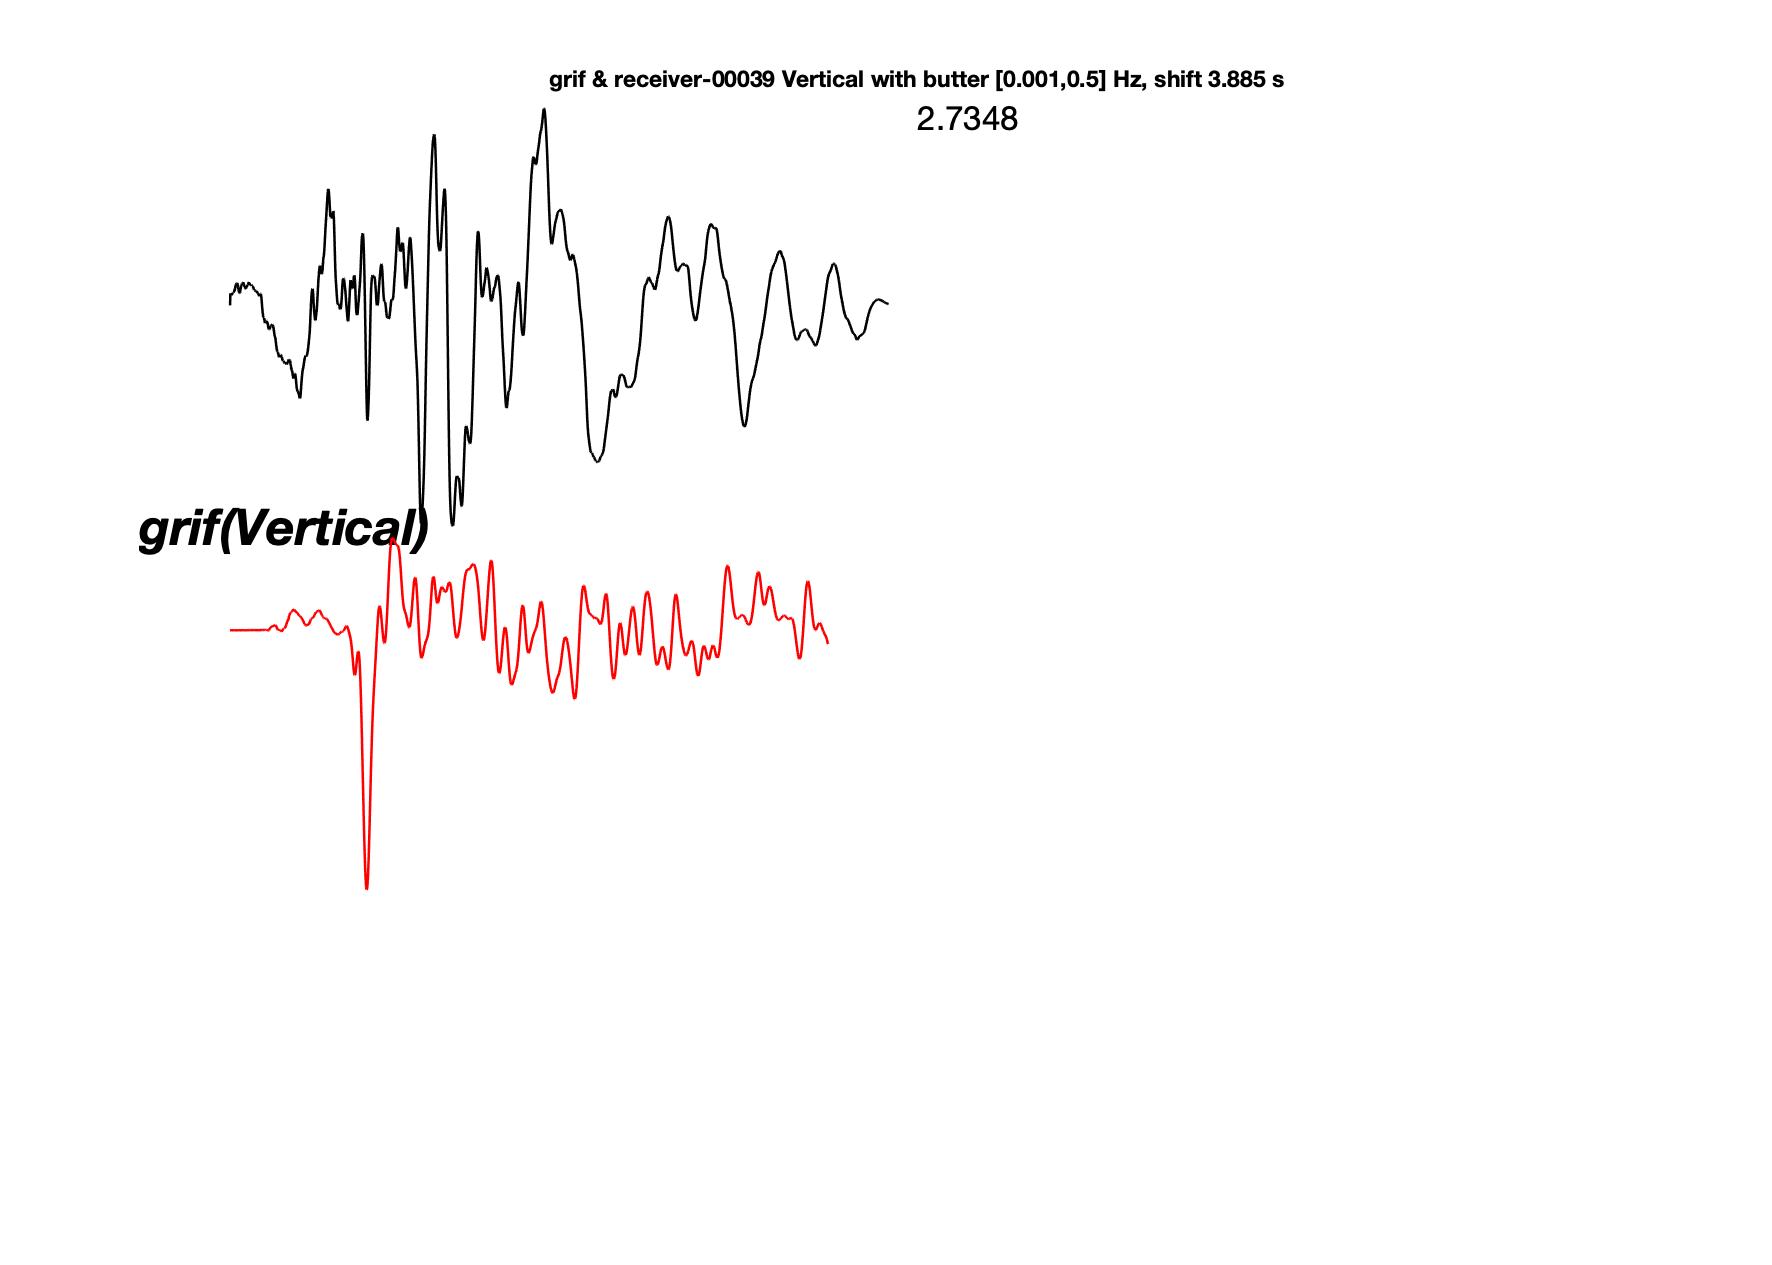 grif & receiver-00039 Vertical with butter [0.001,0.5] Hz, shift 3.885 s
2.7348
grif(Vertical)